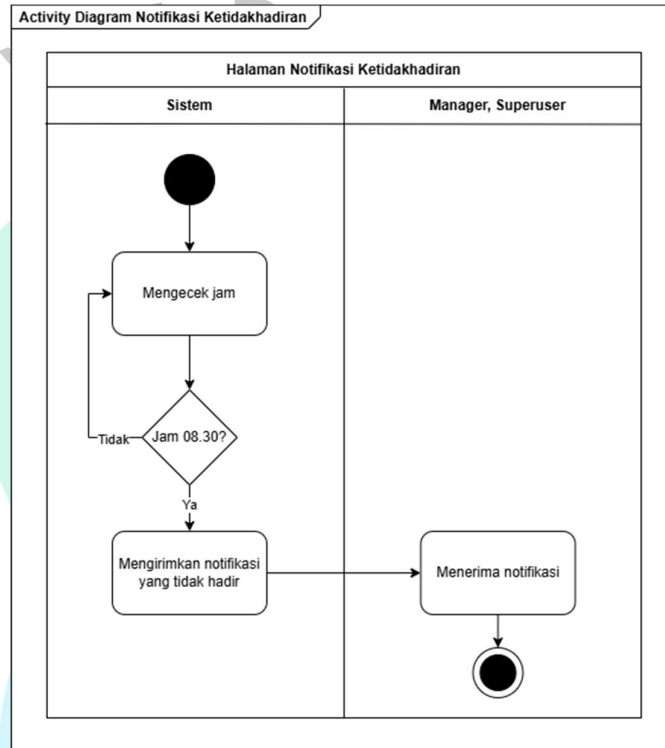 Activity Diagram Notifikasi Ketidakhadiran
Halaman Notifikasi Ketidakhadiran
Sistem
Manager, Superuser
Mengecek jam
Jam 08.30?
Tidak
Ya
Mengirimkan notifikasi
yang tidak hadir
Menerima notifikasi